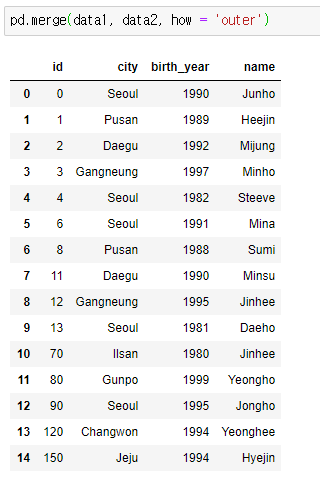 pd.merge(data1, data2, how = 'outer')
id city birth_year name
0 0 Seoul 1990 Junho
1 1 Pusan 1989 Heejin
2 2 Daegu 1992 Mijung
3 3 Gangneung 1997 Minho
4 4 Seoul 1982 Steeve
5 6 Seoul 1991 Mina
6 8 Pusan 1988 Sumi
7 11 Daegu 1990 Minsu
8 12 Gangneung 1995 Jinhee
9 13 Seoul 1981 Daeho
10 70 Ilsan 1980 Jinhee
11 80 Gunpo 1999 Yeongho
12 90 Seoul 1995 Jongho
13 120 Changwon 1994 Yeonghee
14 150 Jeju 1994 Hyejin